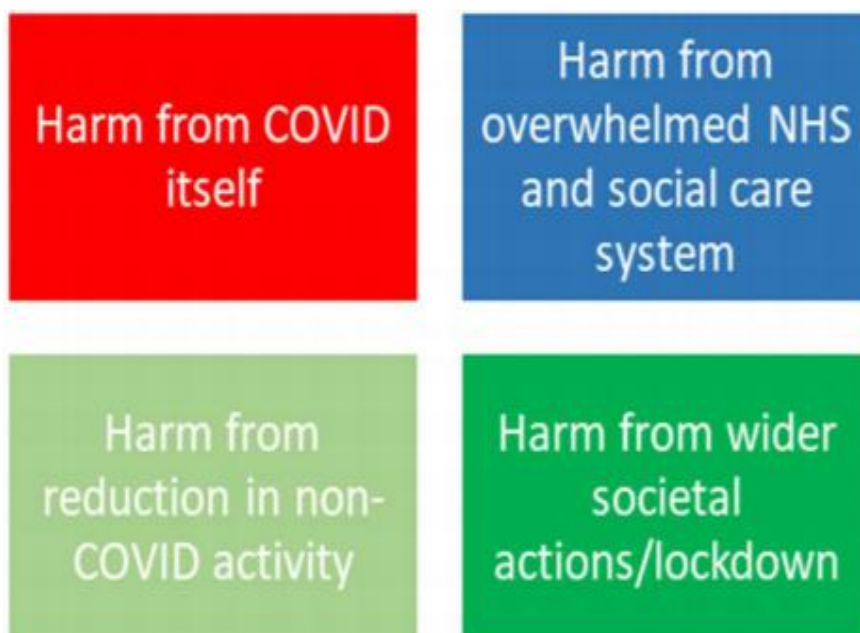 Harm from COVID
itself
Harm from
overwhelmed NHS
and social care
system
Harm from
reduction in non-
COVID activity
Harm from wider
societal
actions/lockdown